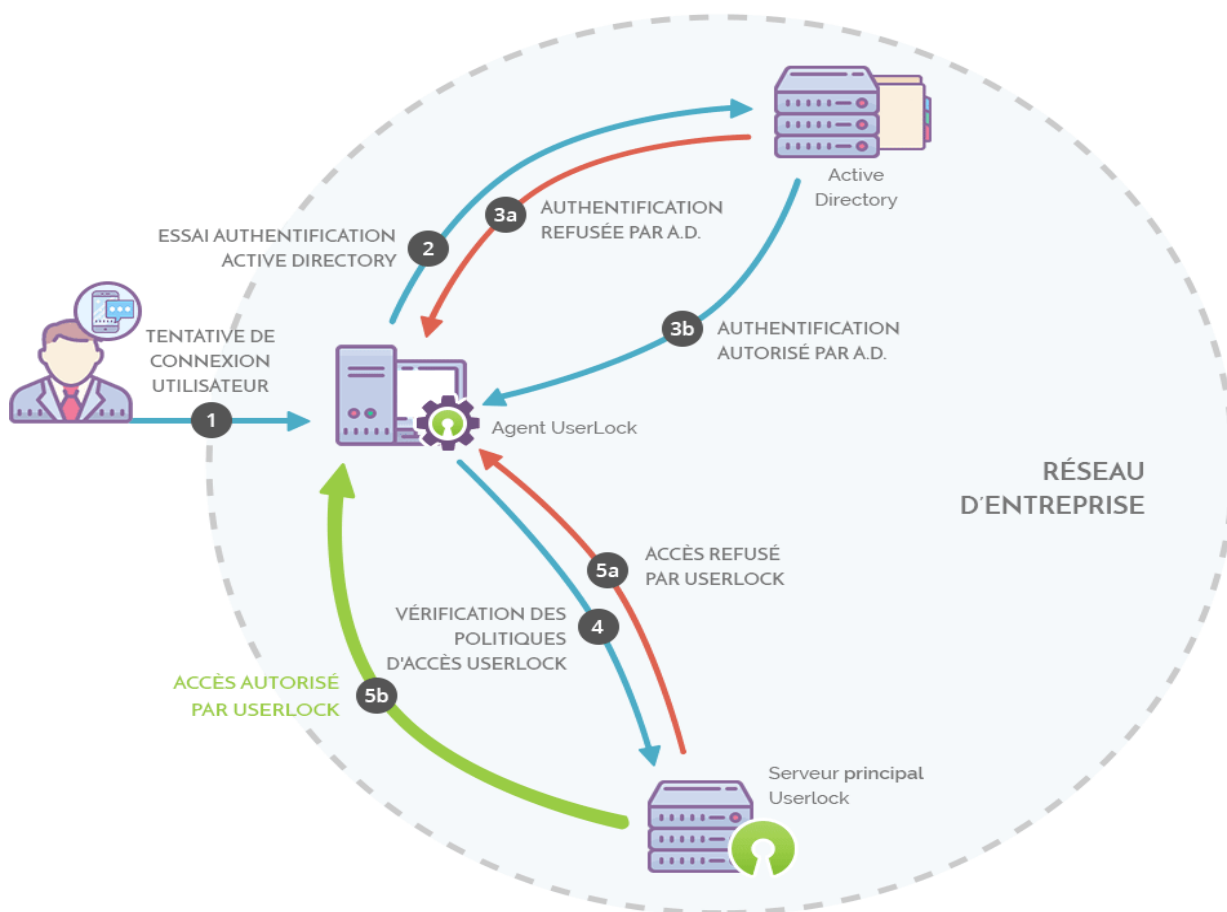 Active
Directory
3a
AUTHENTIFICATION
REFUSÉE PAR A.D.
2
ESSAI AUTHENTIFICATION
ACTIVE DIRECTORY
3b
AUTHENTIFICATION
AUTORISÉ PAR A.D.
TENTATIVE DE
CONNEXION
UTILISATEUR
1
Agent UserLock
RÉSEAU
D'ENTREPRISE
5a
ACCÈS REFUSÉ
PAR USERLOCK
4
VÉRIFICATION DES
POLITIQUES
D'ACCÈS USERLOCK
5b
ACCÈS AUTORISÉ
PAR USERLOCK
Serveur principal
Userlock